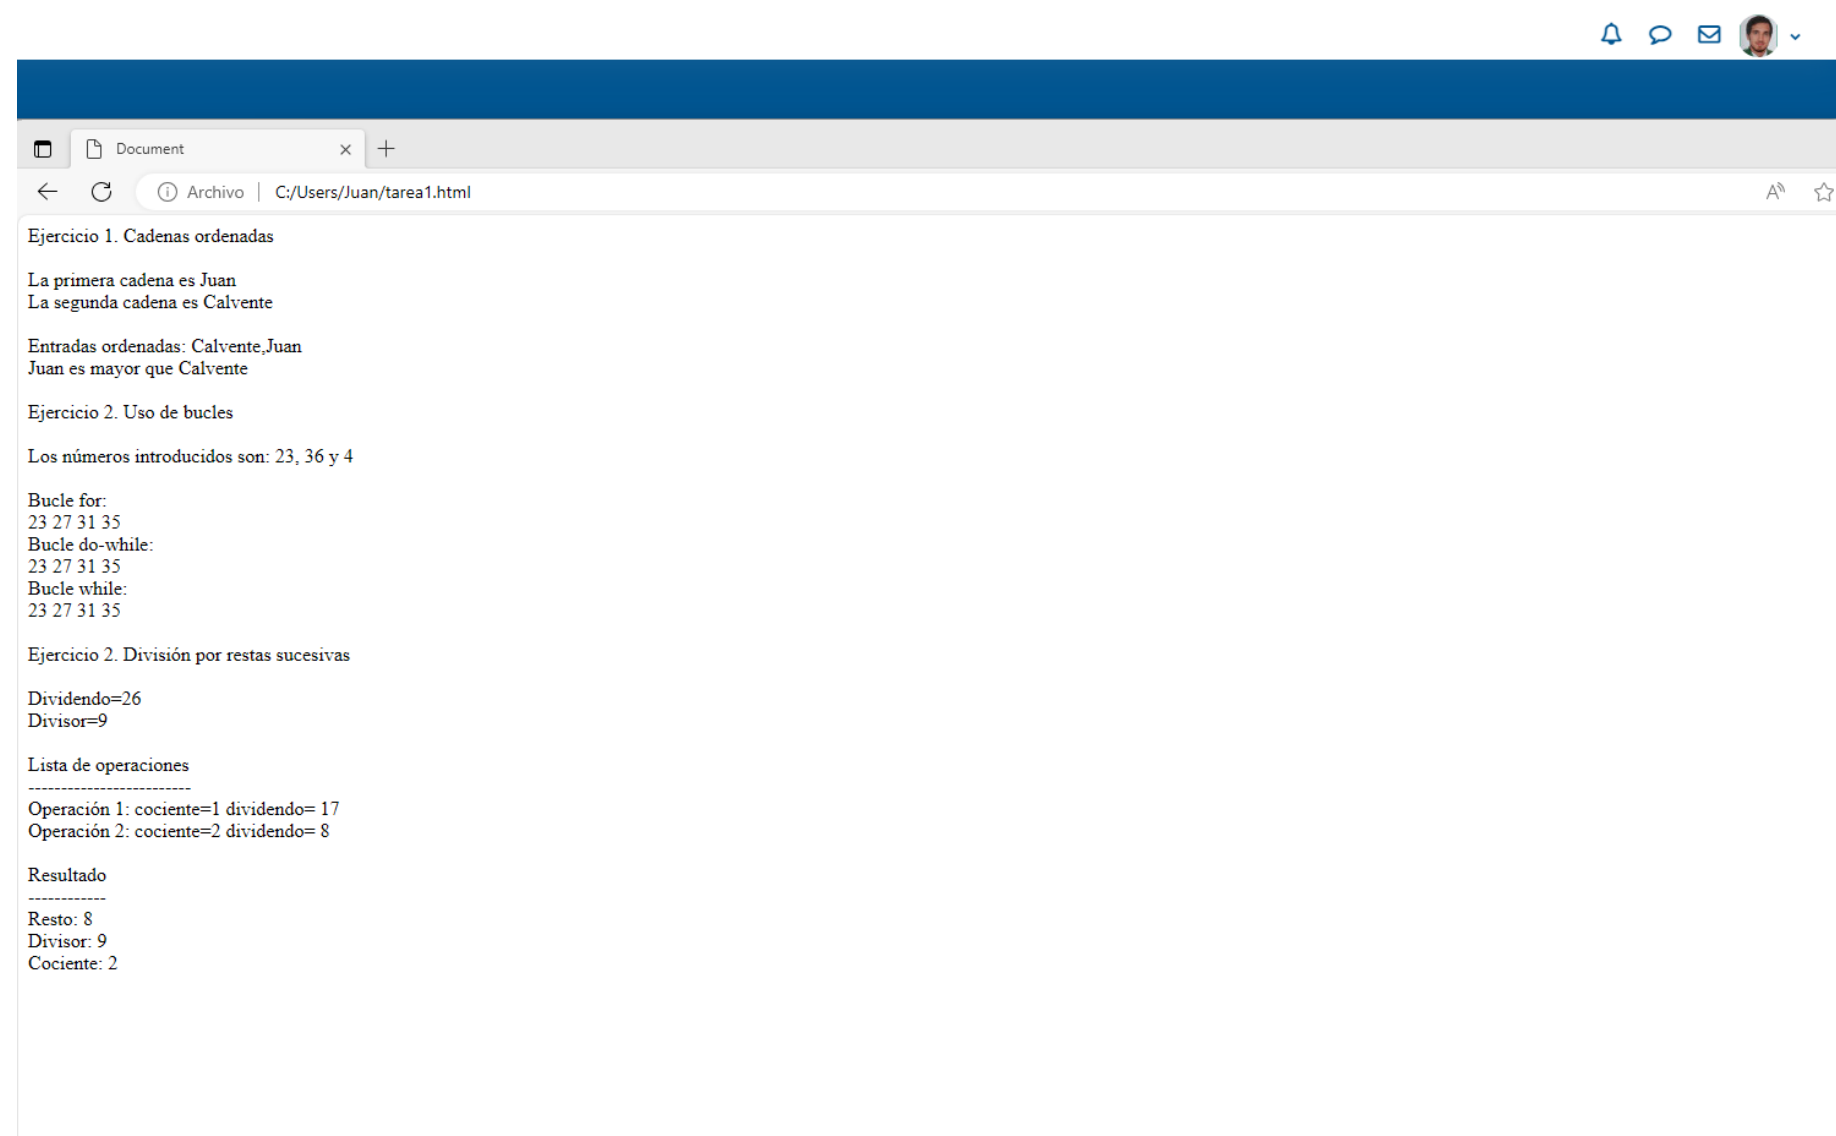 Document
Archivo | C:/Users/Juan/tarea1.html
Ejercicio 1. Cadenas ordenadas
La primera cadena es Juan
La segunda cadena es Calvente
Entradas ordenadas: Calvente,Juan
Juan es mayor que Calvente
Ejercicio 2. Uso de bucles
Los números introducidos son: 23, 36 y 4
Bucle for:
23 27 31 35
Bucle do-while:
23 27 31 35
Bucle while:
23 27 31 35
Ejercicio 2. División por restas sucesivas
Dividendo=26
Divisor=9
Lista de operaciones
-------------------------
Operación 1: cociente=1 dividendo= 17
Operación 2: cociente=2 dividendo= 8
Resultado
------------
Resto: 8
Divisor: 9
Cociente: 2